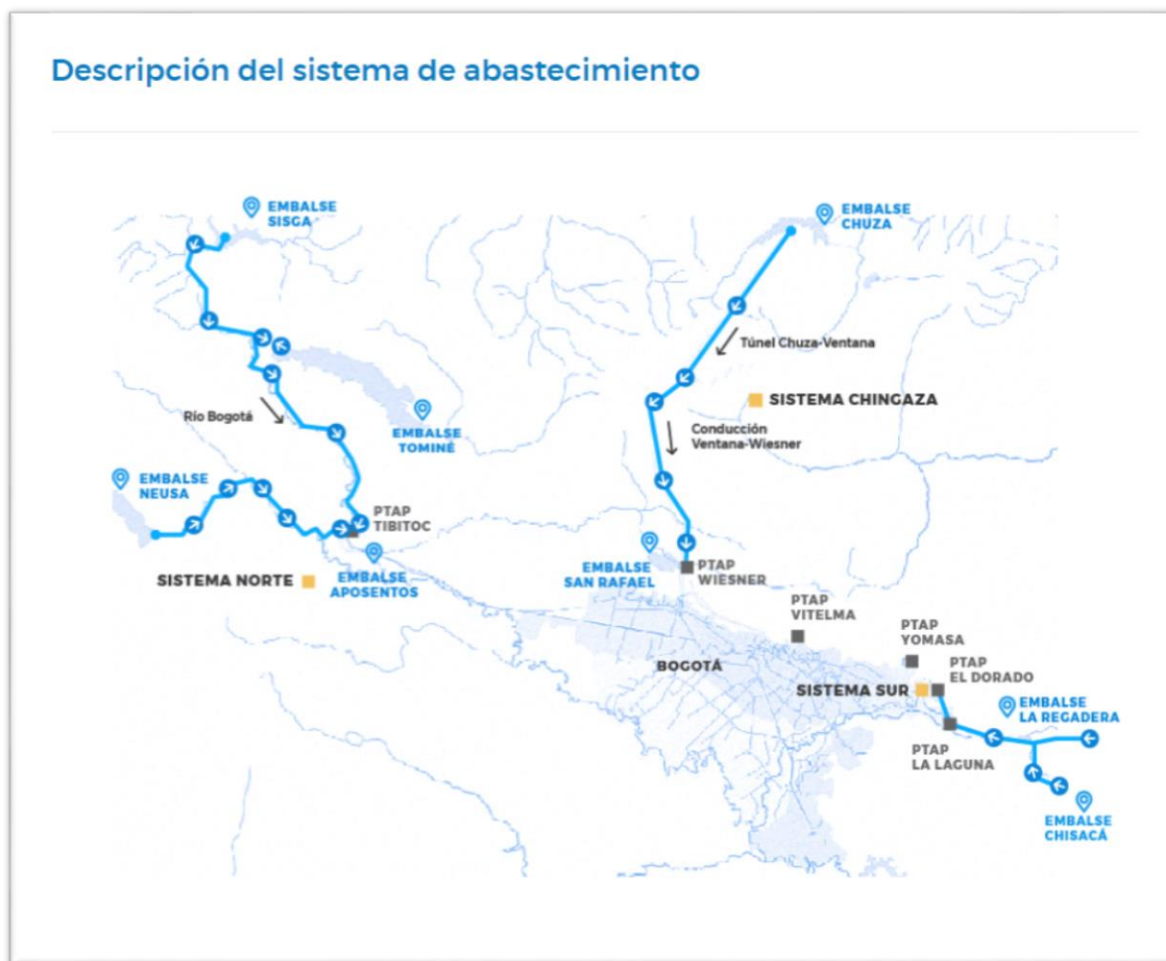 Descripción del sistema de abastecimiento
EMBALSE
SISGA
EMBALSE
CHUZA
Túnel Chuza-Ventana
SISTEMA CHINGAZA
Río Bogotá
EMBALSE
TOMINÉ
Conducción
Ventana-Wiesner
EMBALSE
NEUSA
PTAP
TIBITOC
SISTEMA NORTE
EMBALSE
APOSENTOS
EMBALSE
SAN RAFAEL
PTAP
WIESNER
PTAP
VITELMA
PTAP
YOMASA
BOGOTÁ
PTAP
EL DORADO
SISTEMA SUR
EMBALSE
LA REGADERA
PTAP
LA LAGUNA
EMBALSE
CHISACÁ